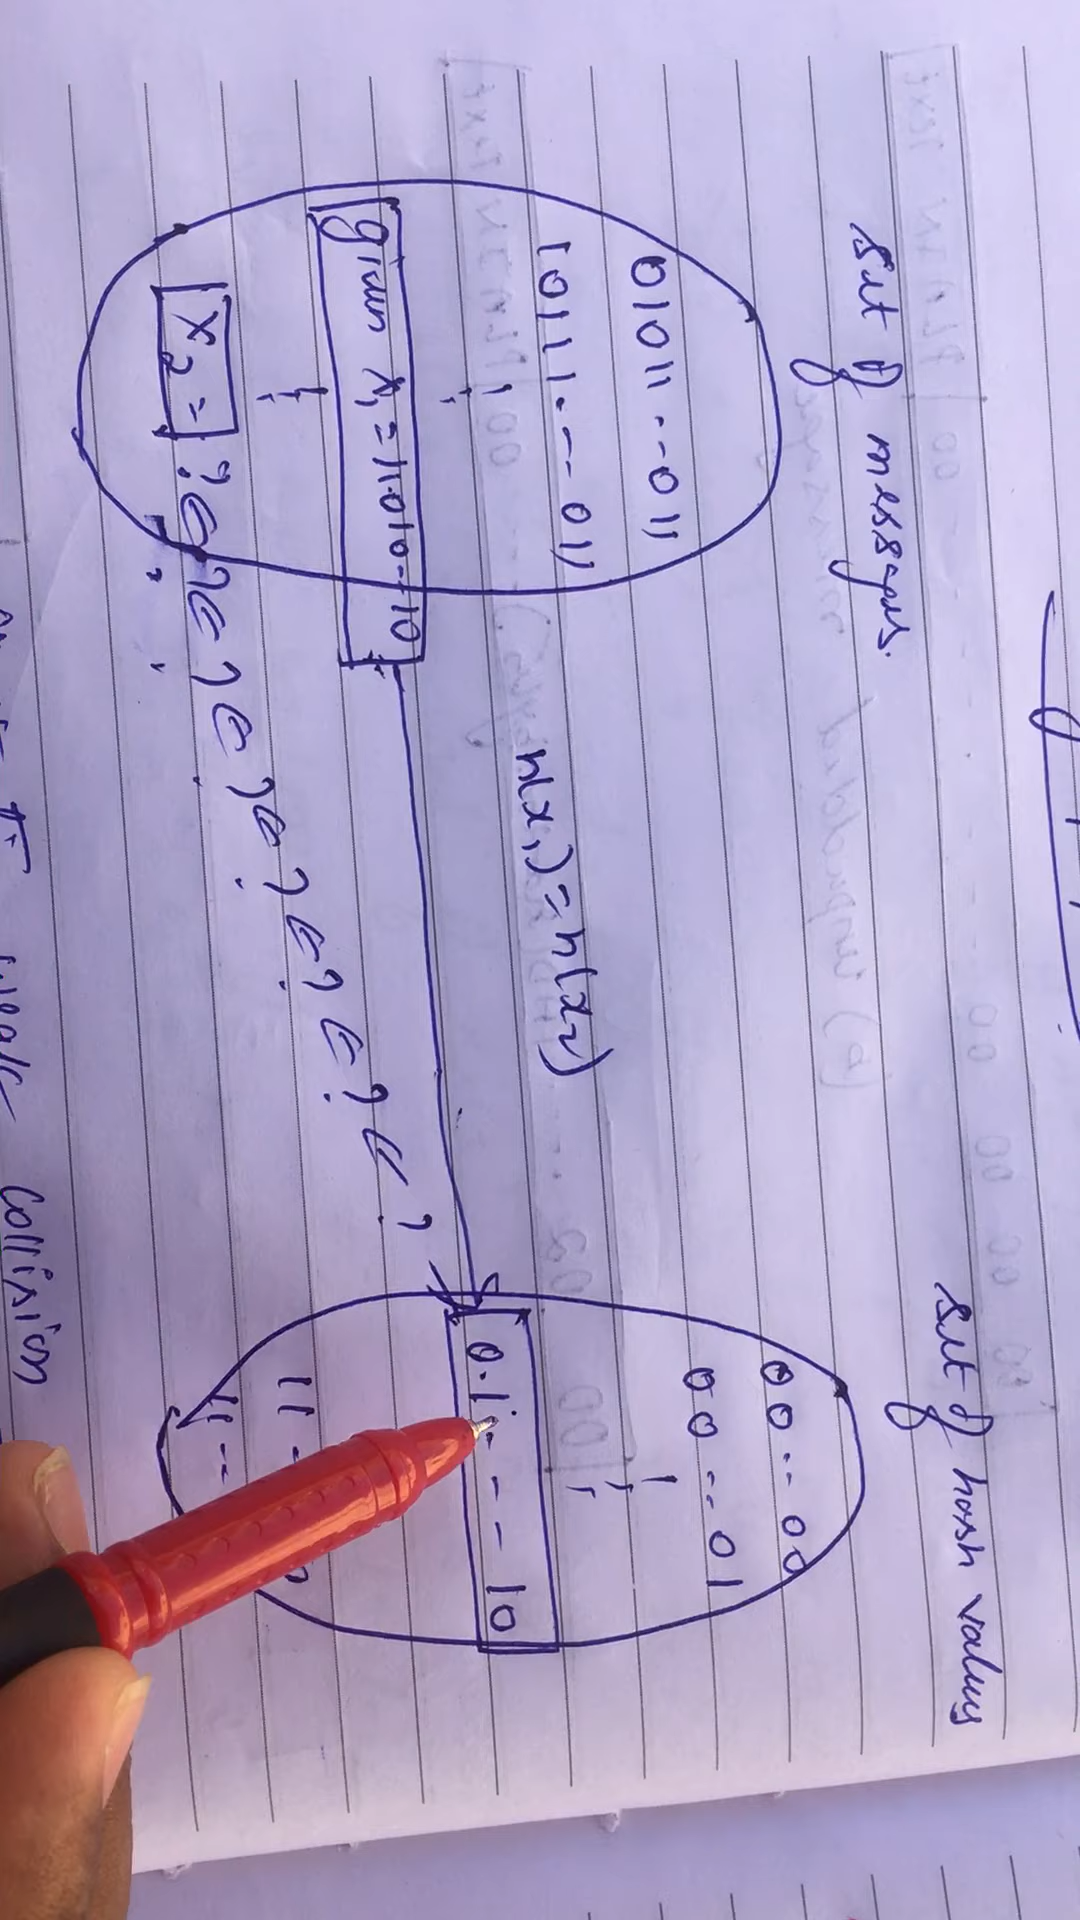 Set of messages.
Set of hash values
01011..011
10111.---011
given x₁=11010--10
x₂=?
h(x₁)=h(x₂)
00..00
00--01
0.1.---10
11-
11--
weak collision